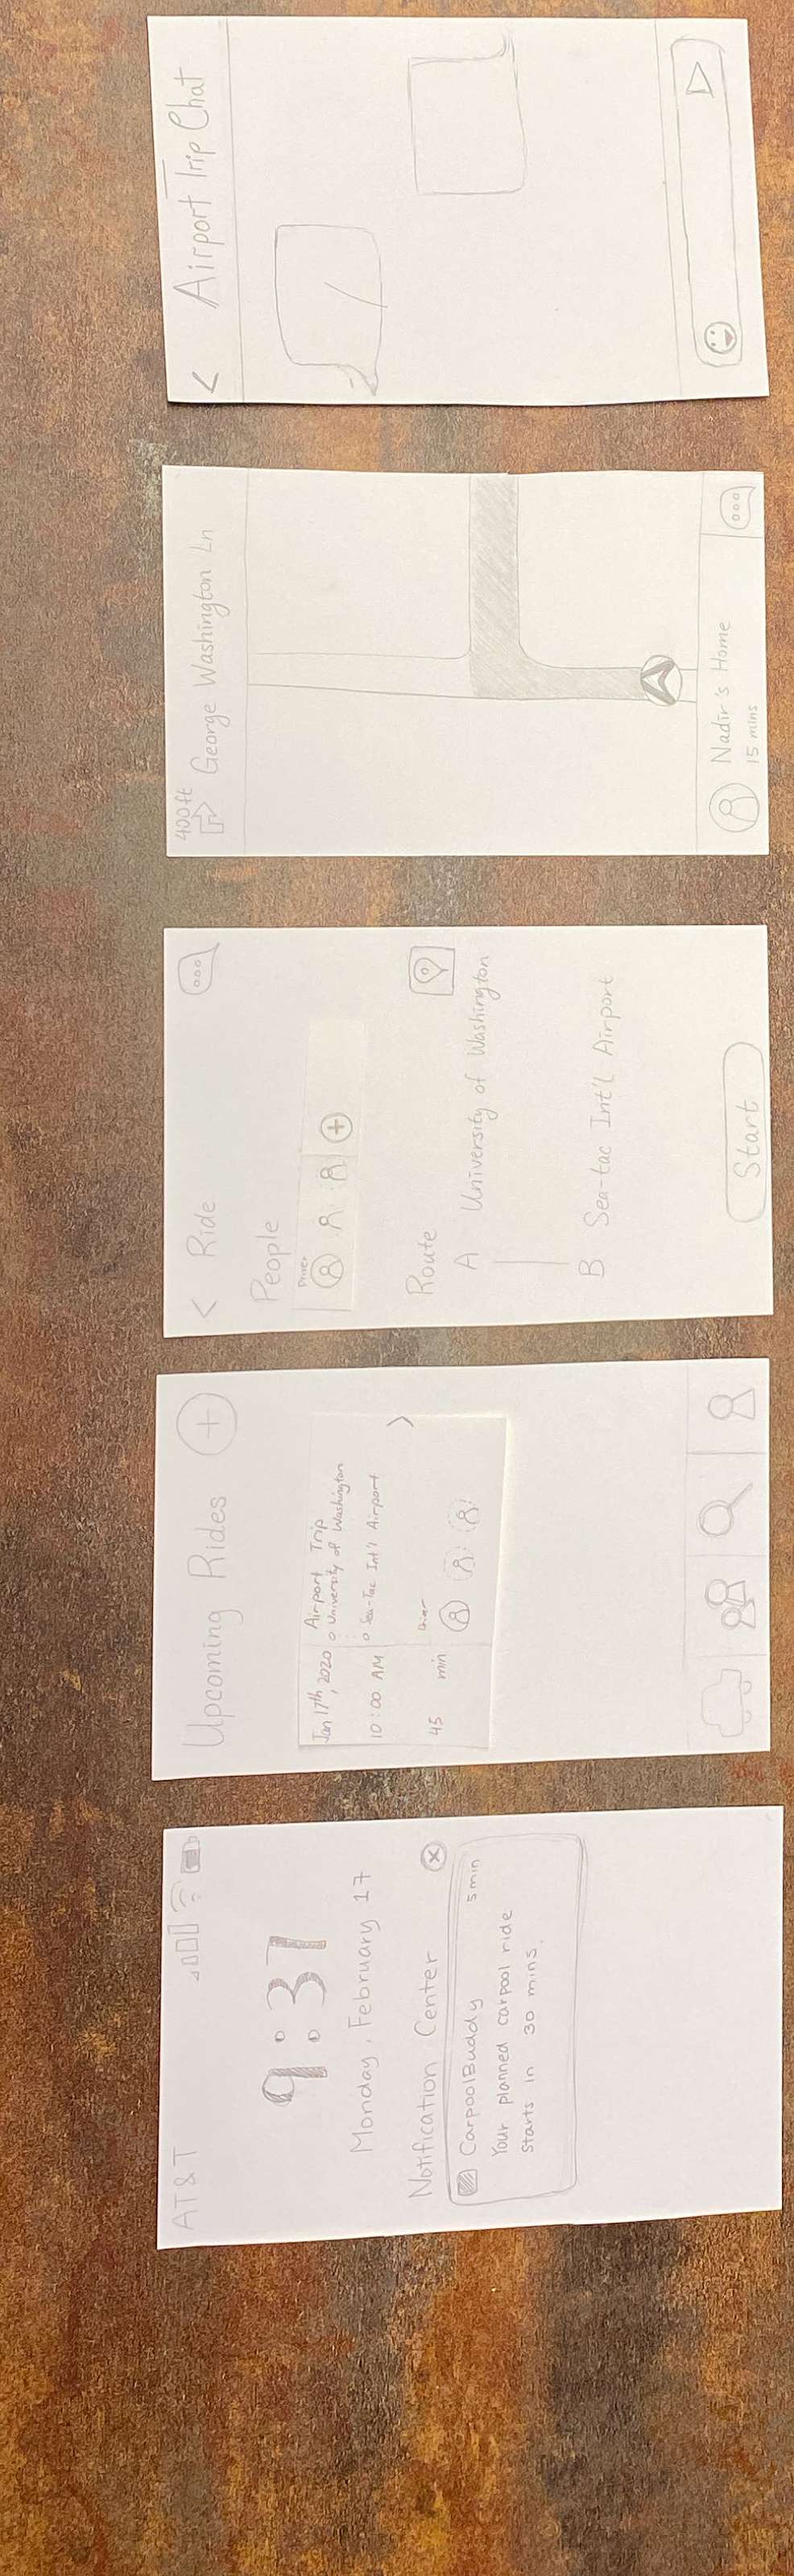 AT&T
9:37
Monday, February 17
Notification Center
CarpoolBuddy 5 min
Your planned carpool ride
starts in 30 mins.
Upcoming Rides
Jan 17th, 2020 Airport Trip
University of Washington
10:00 AM Sea-Tac Int'l Airport
45 min Driver
< Ride
People
Driver
Route
A University of Washington
B Sea-tac Int'l Airport
Start
400ft
George Washington Ln
Nadir's Home
15 mins
< Airport Trip Chat